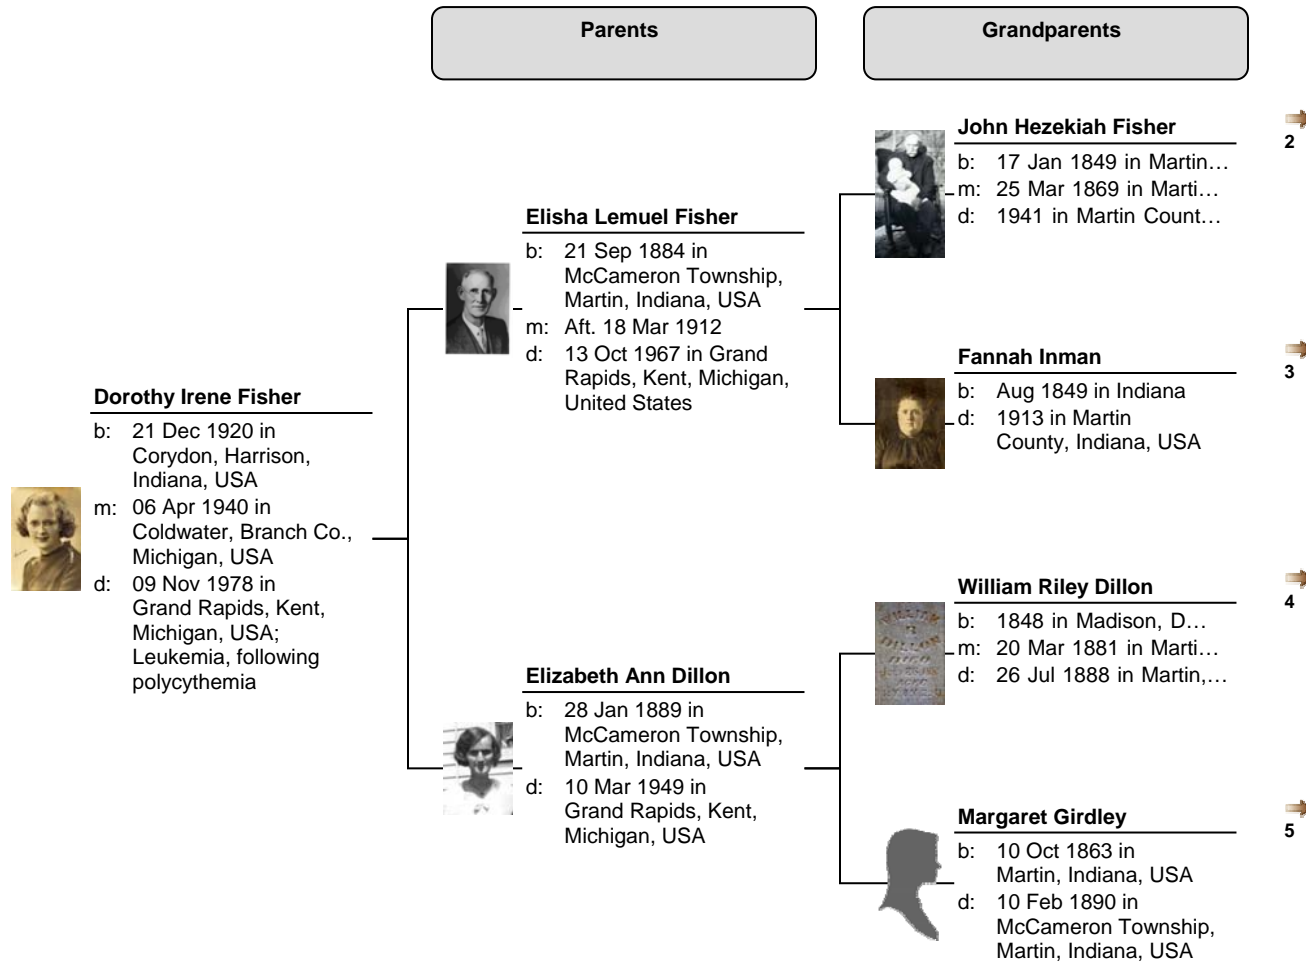 Parents
Grandparents
John Hezekiah Fisher
2
b: 17 Jan 1849 in Martin…
m: 25 Mar 1869 in Marti…
d: 1941 in Martin Count…
Elisha Lemuel Fisher
b: 21 Sep 1884 in
McCameron Township,
Martin, Indiana, USA
m: Aft. 18 Mar 1912
d: 13 Oct 1967 in Grand
Rapids, Kent, Michigan,
United States
Fannah Inman
3
b: Aug 1849 in Indiana
d: 1913 in Martin
County, Indiana, USA
Dorothy Irene Fisher
b: 21 Dec 1920 in
Corydon, Harrison,
Indiana, USA
m: 06 Apr 1940 in
Coldwater, Branch Co.,
Michigan, USA
d: 09 Nov 1978 in
Grand Rapids, Kent,
Michigan, USA;
Leukemia, following
polycythemia
William Riley Dillon
4
b: 1848 in Madison, D…
m: 20 Mar 1881 in Marti…
d: 26 Jul 1888 in Martin,…
WILLIAM
R
DILLON
DIED
Elizabeth Ann Dillon
b: 28 Jan 1889 in
McCameron Township,
Martin, Indiana, USA
d: 10 Mar 1949 in
Grand Rapids, Kent,
Michigan, USA
Margaret Girdley
5
b: 10 Oct 1863 in
Martin, Indiana, USA
d: 10 Feb 1890 in
McCameron Township,
Martin, Indiana, USA